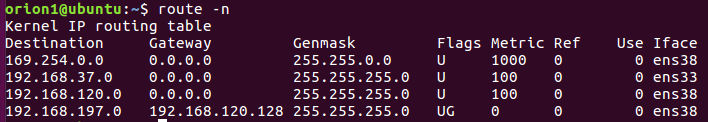 orion1@ubuntu:~$ route -n
Kernel IP routing table
Destination Gateway Genmask Flags Metric Ref Use Iface
169.254.0.0 0.0.0.0 255.255.0.0 U 1000 0 0 ens38
192.168.37.0 0.0.0.0 255.255.255.0 U 100 0 0 ens33
192.168.120.0 0.0.0.0 255.255.255.0 U 100 0 0 ens38
192.168.197.0 192.168.120.128 255.255.255.0 UG 0 0 0 ens38